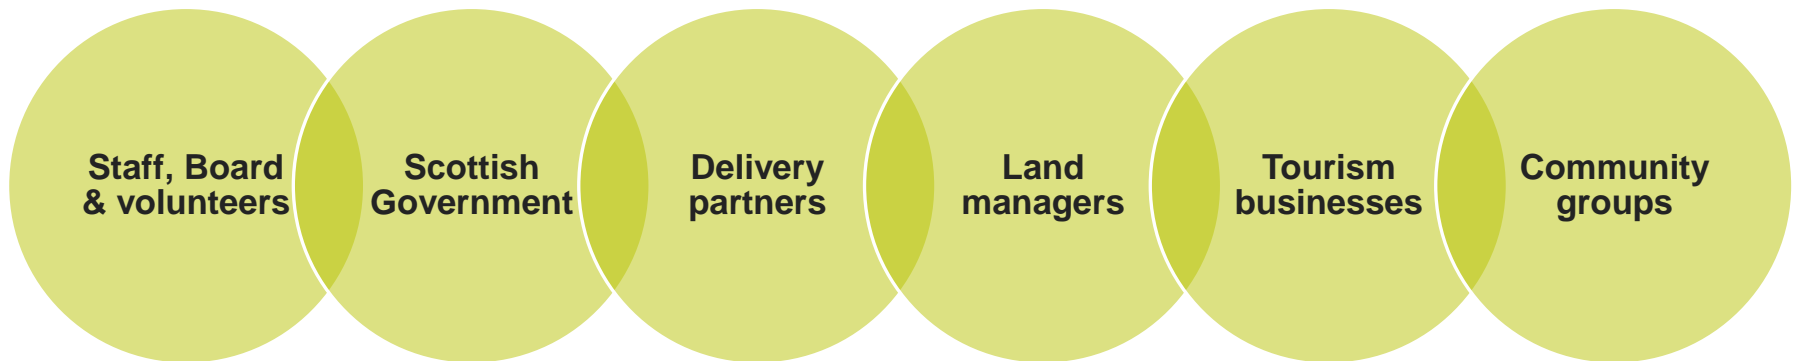 Staff, Board
& volunteers
Scottish
Government
Delivery
partners
Land
managers
Tourism
businesses
Community
groups